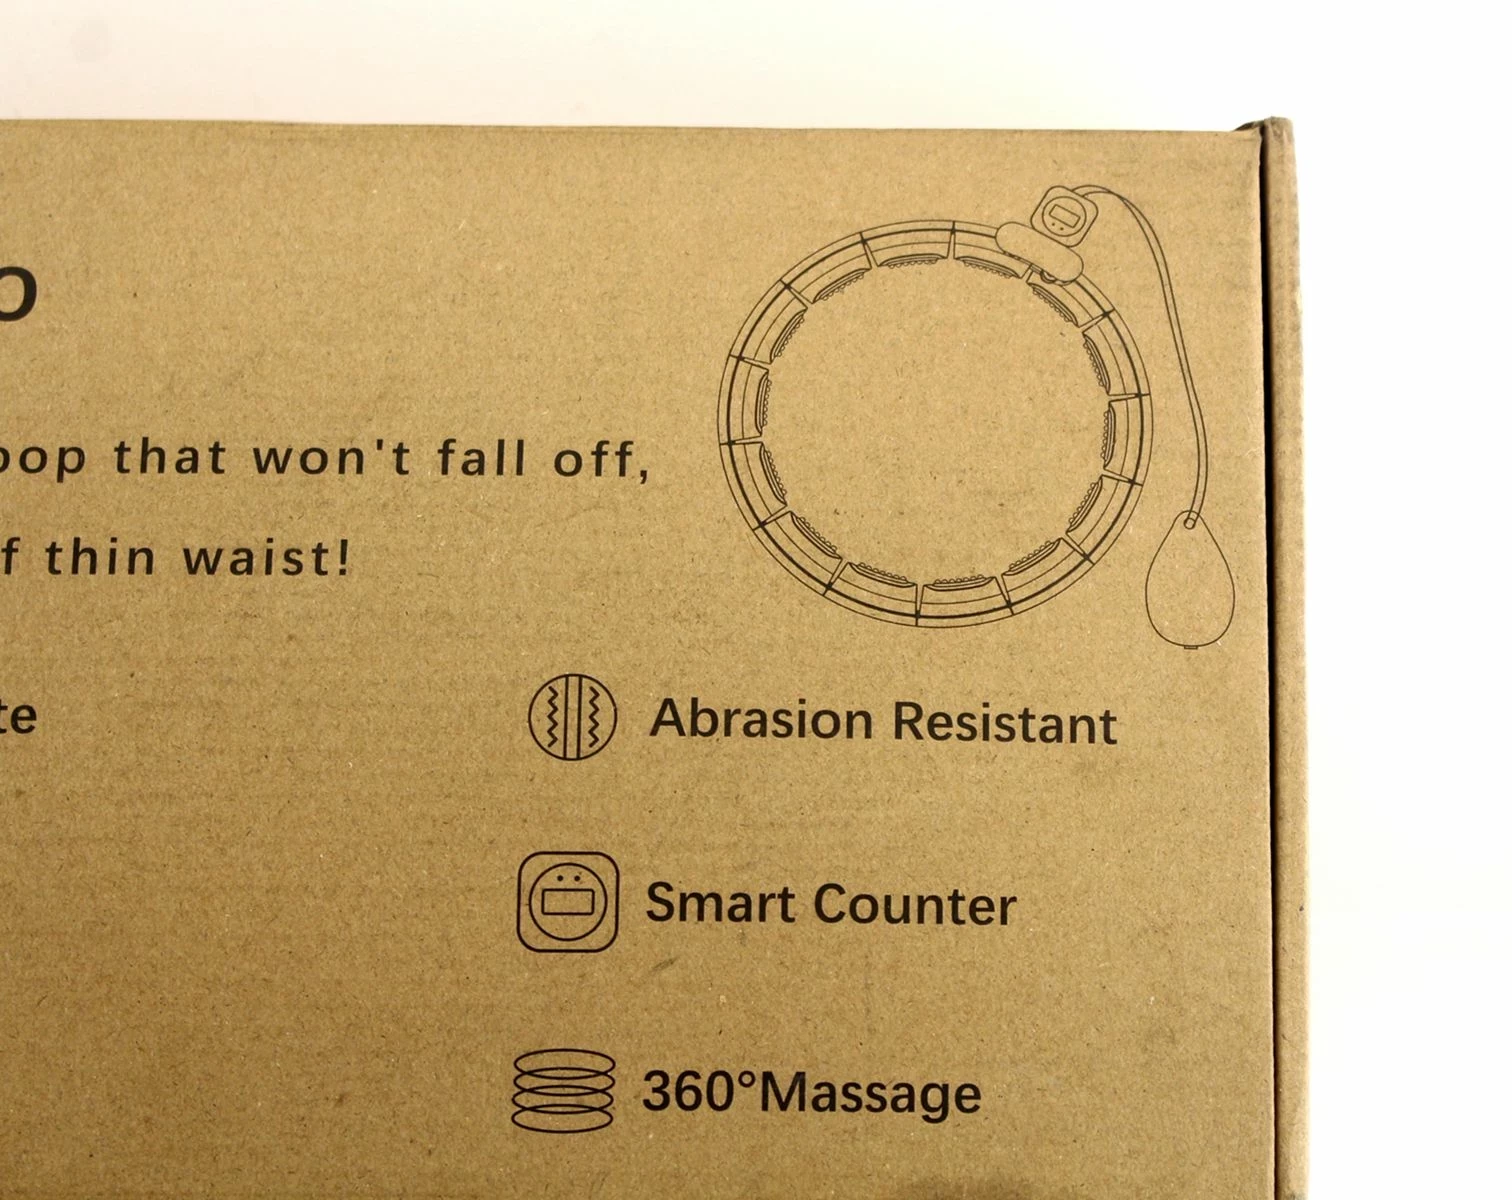 o
oop that won't fall off,
f thin waist!
te
Abrasion Resistant
Smart Counter
360°Massage